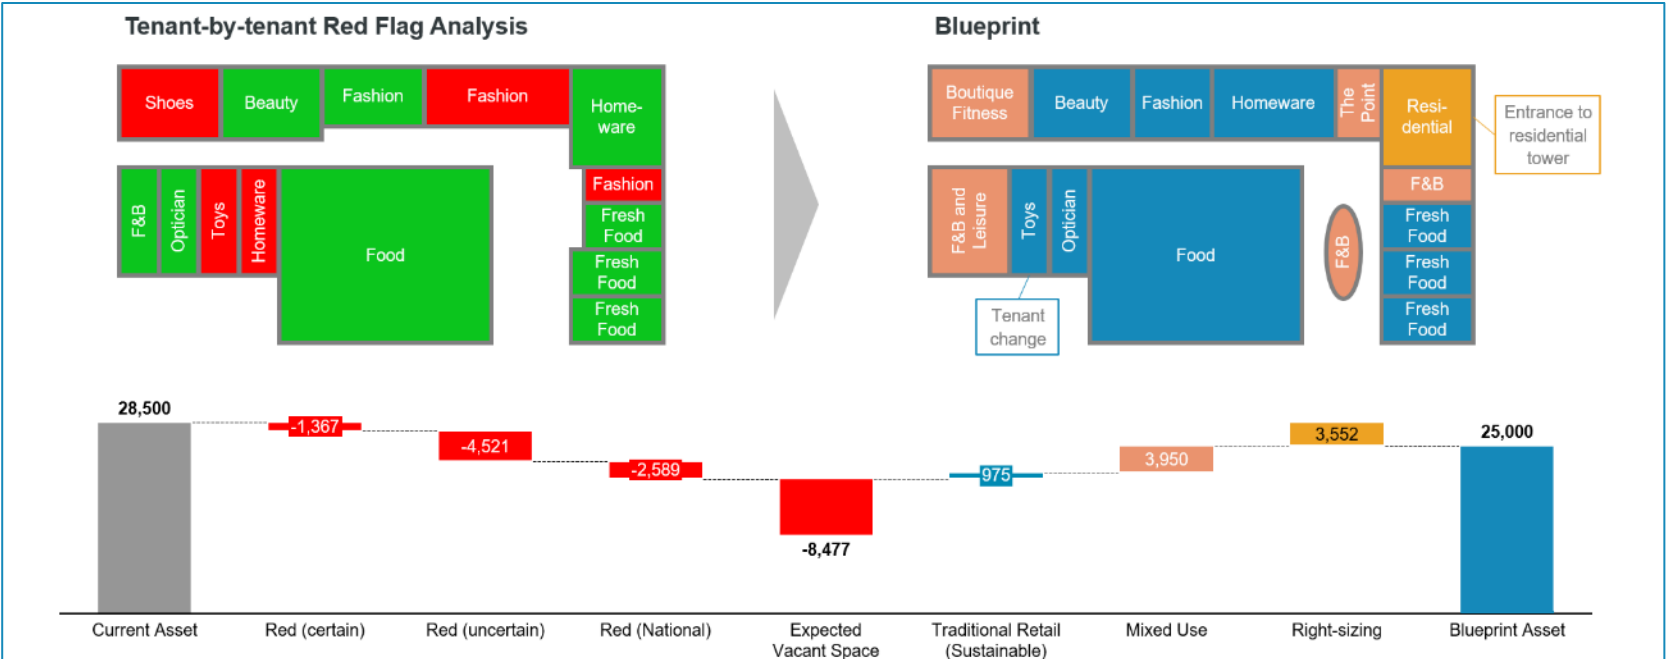 Tenant-by-tenant Red Flag Analysis
Shoes
Beauty
Fashion
Fashion
Home-
ware
F&B
Optician
Toys
Homeware
Food
Fashion
Fresh
Food
Fresh
Food
Fresh
Food
Blueprint
Boutique
Fitness
Beauty
Fashion
Homeware
The
Point
Resi-
dential
Entrance to
residential
tower
F&B and
Leisure
Toys
Optician
Food
F&B
F&B
Fresh
Food
Fresh
Food
Fresh
Food
Tenant
change
28,500
-1,367
-4,521
-2,589
-8,477
975
3,950
3,552
25,000
Current Asset
Red (certain)
Red (uncertain)
Red (National)
Expected
Vacant Space
Traditional Retail
(Sustainable)
Mixed Use
Right-sizing
Blueprint Asset